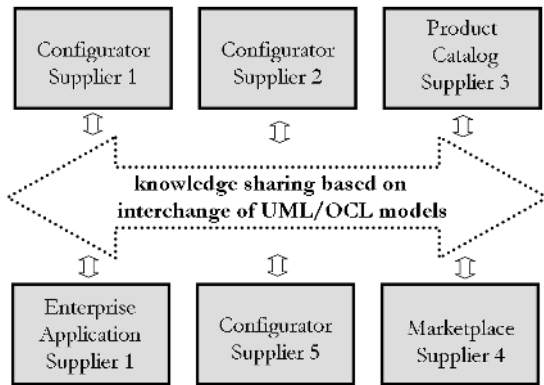 Configurator
Supplier 1
Configurator
Supplier 2
Product
Catalog
Supplier 3
knowledge sharing based on
interchange of UML/OCL models
Enterprise
Application
Supplier 1
Configurator
Supplier 5
Marketplace
Supplier 4